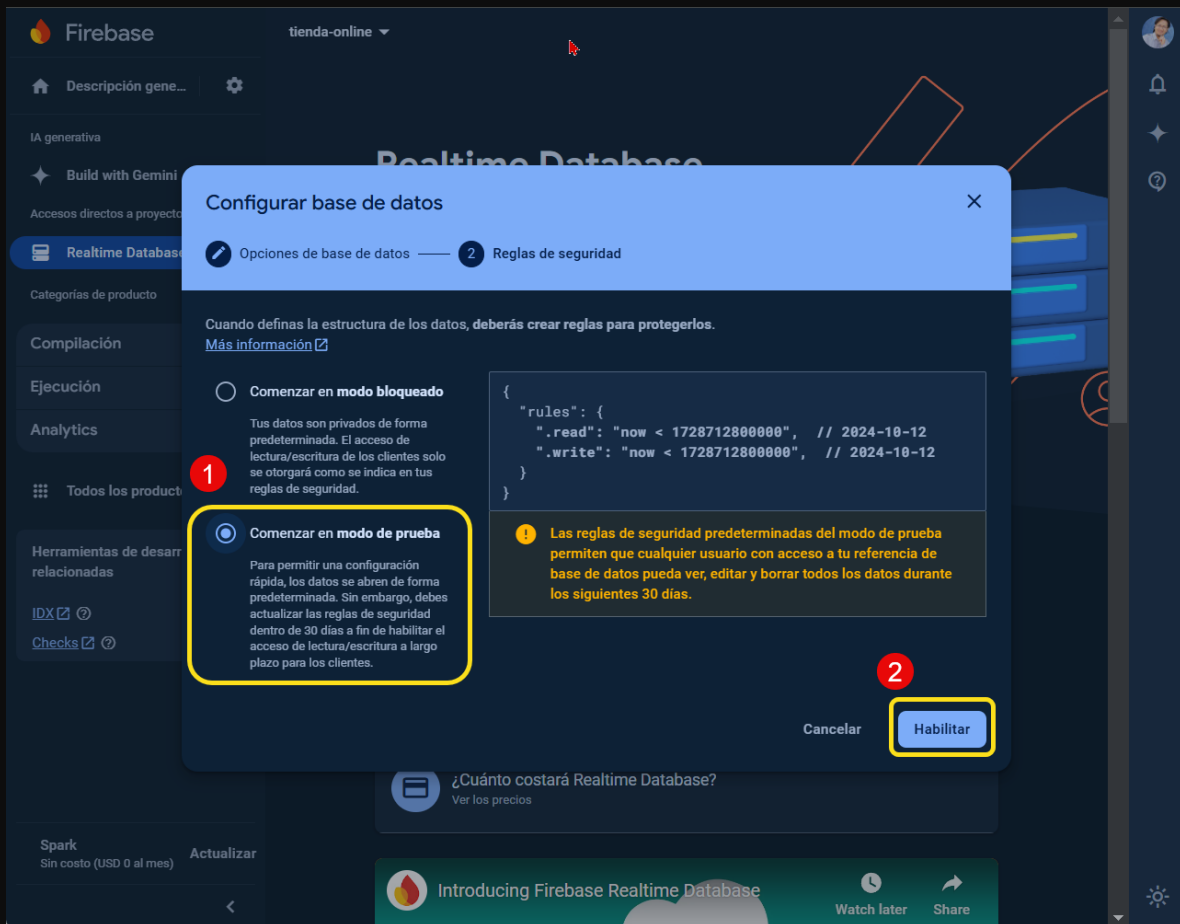 Firebase
tienda-online
Descripción gene...
IA generativa
Build with Gemini
Accesos directos a proyecto
Realtime Database
Categorías de producto
Compilación
Ejecución
Analytics
Todos los product
Herramientas de desarr
relacionadas
IDX
Checks
Spark
Sin costo (USD 0 al mes)
Actualizar
Realtime Database
Configurar base de datos
Opciones de base de datos
2 Reglas de seguridad
Cuando definas la estructura de los datos, deberás crear reglas para protegerlos.
Más información
Comenzar en modo bloqueado
Tus datos son privados de forma
predeterminada. El acceso de
lectura/escritura de los clientes solo
se otorgará como se indica en tus
reglas de seguridad.
1
Comenzar en modo de prueba
Para permitir una configuración
rápida, los datos se abren de forma
predeterminada. Sin embargo, debes
actualizar las reglas de seguridad
dentro de 30 días a fin de habilitar el
acceso de lectura/escritura a largo
plazo para los clientes.
{
"rules": {
".read": "now < 1728712800000", // 2024-10-12
".write": "now < 1728712800000", // 2024-10-12
}
}
Las reglas de seguridad predeterminadas del modo de prueba
permiten que cualquier usuario con acceso a tu referencia de
base de datos pueda ver, editar y borrar todos los datos durante
los siguientes 30 días.
2
Cancelar
Habilitar
¿Cuánto costará Realtime Database?
Ver los precios
Introducing Firebase Realtime Database
Watch later
Share